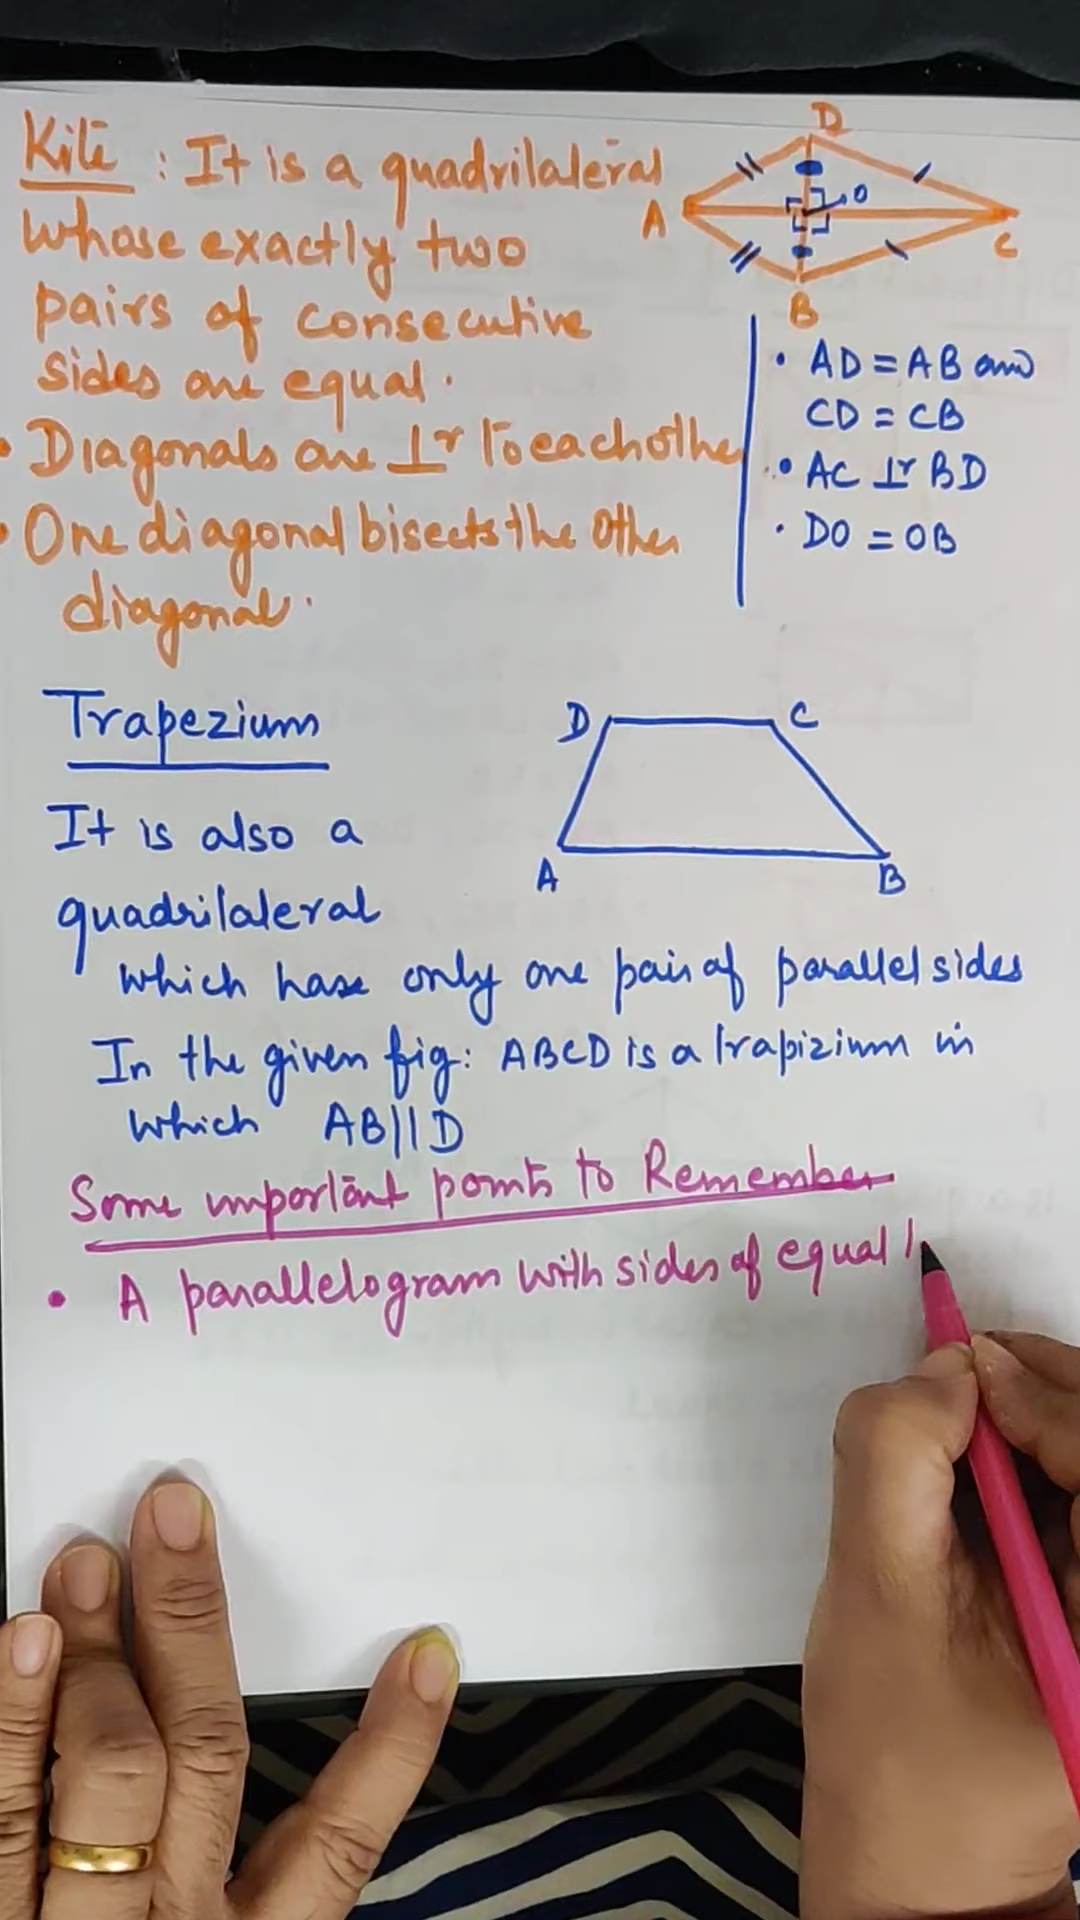 Kite : It is a quadrilateral
whose exactly two
pairs of consecutive
sides are equal.
• Diagonals are ⊥r to eachothe
• One diagonal bisects the other
diagonal.
D
A
O
C
B
• AD = AB and
CD = CB
• AC ⊥r BD
• DO = OB
Trapezium
D C
A B
It is also a
quadrilateral
which has only one pair of parallel sides
In the given fig: ABCD is a trapizium in
which AB||D
Some important points to Remember
• A parallelogram with sides of equal l